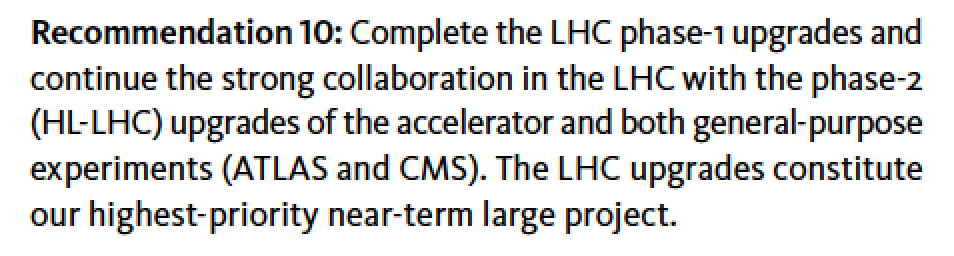 Recommendation 10: Complete the LHC phase-1 upgrades and
continue the strong collaboration in the LHC with the phase-2
(HL-LHC) upgrades of the accelerator and both general-purpose
experiments (ATLAS and CMS). The LHC upgrades constitute
our highest-priority near-term large project.